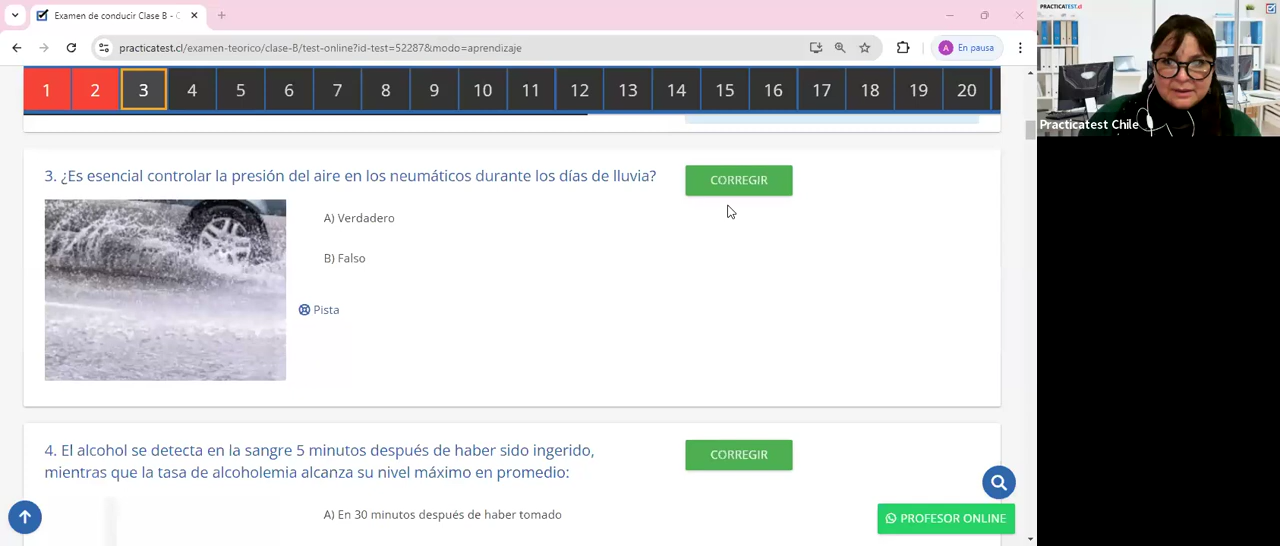 Examen de conducir Clase B - C
practicatest.cl/examen-teorico/clase-B/test-online?id-test=52287&modo=aprendizaje
A
En pausa
1 2 3 4 5 6 7 8 9 10 11 12 13 14 15 16 17 18 19 20
3. ¿Es esencial controlar la presión del aire en los neumáticos durante los días de lluvia?
CORREGIR
A) Verdadero
B) Falso
Pista
4. El alcohol se detecta en la sangre 5 minutos después de haber sido ingerido,
mientras que la tasa de alcoholemia alcanza su nivel máximo en promedio:
CORREGIR
A) En 30 minutos después de haber tomado
PROFESOR ONLINE
PRACTICATEST.cl
Practicatest Chile